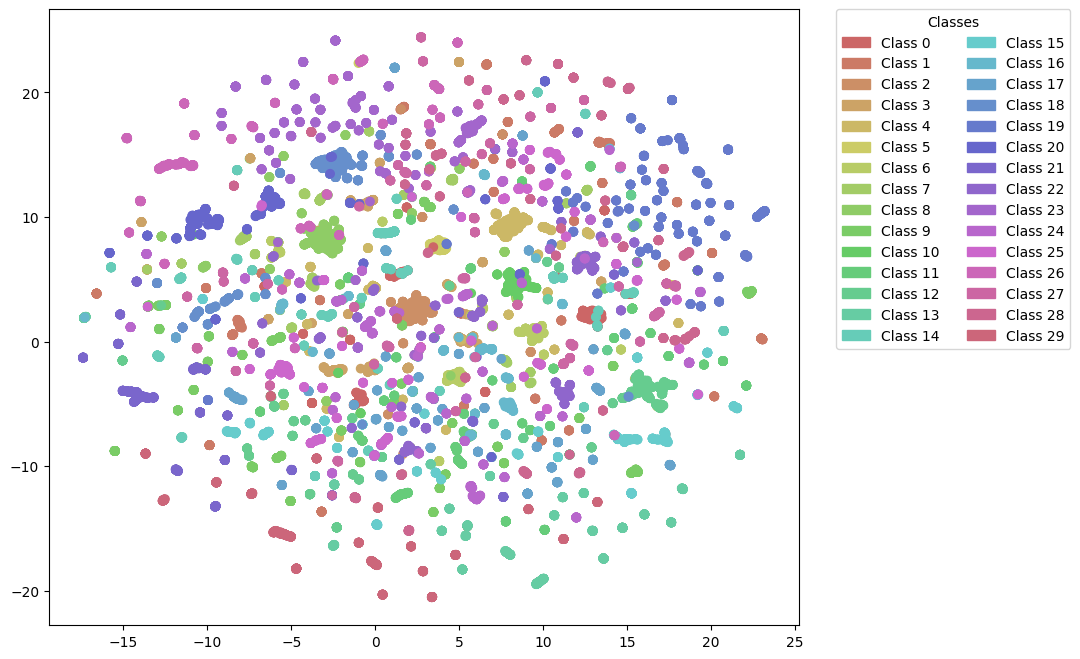 Classes
Class 0 Class 15
Class 1 Class 16
Class 2 Class 17
Class 3 Class 18
Class 4 Class 19
Class 5 Class 20
Class 6 Class 21
Class 7 Class 22
Class 8 Class 23
Class 9 Class 24
Class 10 Class 25
Class 11 Class 26
Class 12 Class 27
Class 13 Class 28
Class 14 Class 29
20
10
0
−10
−20
−15 −10 −5 0 5 10 15 20 25